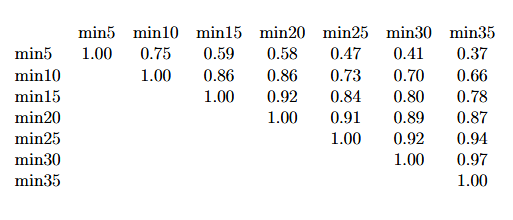 min5 min10 min15 min20 min25 min30 min35
min5 1.00 0.75 0.59 0.58 0.47 0.41 0.37
min10 1.00 0.86 0.86 0.73 0.70 0.66
min15 1.00 0.92 0.84 0.80 0.78
min20 1.00 0.91 0.89 0.87
min25 1.00 0.92 0.94
min30 1.00 0.97
min35 1.00